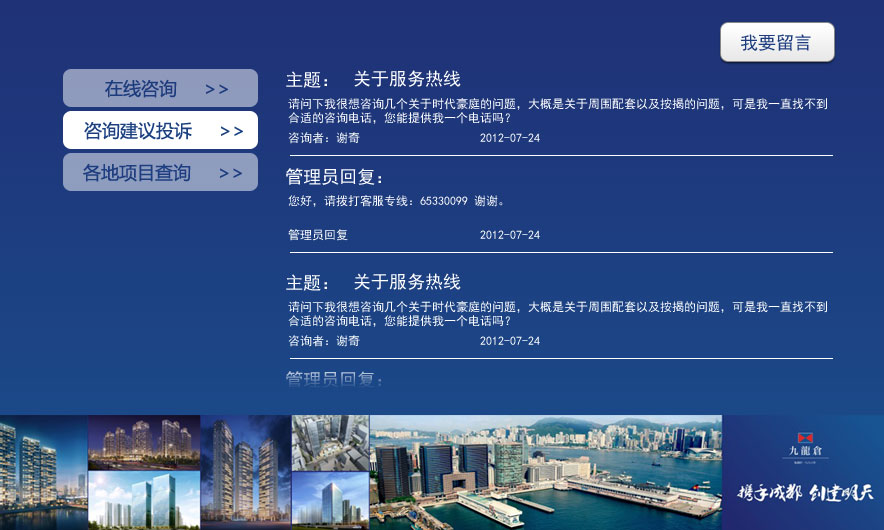 我要留言
在线咨询 >>
咨询建议投诉 >>
各地项目查询 >>
主题： 关于服务热线
请问下我很想咨询几个关于时代豪庭的问题，大概是关于周围配套以及按揭的问题，可是我一直找不到
合适的咨询电话，您能提供我一个电话吗？
咨询者：谢奇 2012-07-24
管理员回复：
您好，请拨打客服专线：65330099 谢谢。
管理员回复 2012-07-24
主题： 关于服务热线
请问下我很想咨询几个关于时代豪庭的问题，大概是关于周围配套以及按揭的问题，可是我一直找不到
合适的咨询电话，您能提供我一个电话吗？
咨询者：谢奇 2012-07-24
管理员回复：
九龍倉
携手成都 创建明天